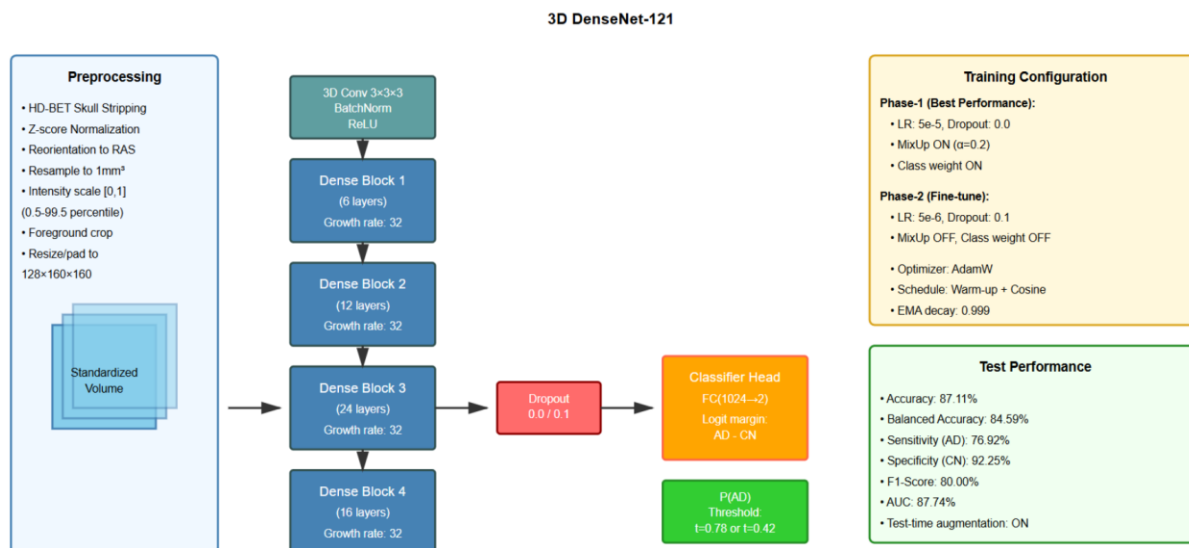 3D DenseNet-121
Preprocessing
• HD-BET Skull Stripping
• Z-score Normalization
• Reorientation to RAS
• Resample to 1mm³
• Intensity scale [0,1]
(0.5-99.5 percentile)
• Foreground crop
• Resize/pad to
128×160×160
Standardized
Volume
3D Conv 3×3×3
BatchNorm
ReLU
Dense Block 1
(6 layers)
Growth rate: 32
Dense Block 2
(12 layers)
Growth rate: 32
Dense Block 3
(24 layers)
Growth rate: 32
Dense Block 4
(16 layers)
Growth rate: 32
Dropout
0.0 / 0.1
Classifier Head
FC(1024→2)
Logit margin:
AD - CN
P(AD)
Threshold:
t=0.78 or t=0.42
Training Configuration
Phase-1 (Best Performance):
• LR: 5e-5, Dropout: 0.0
• MixUp ON (α=0.2)
• Class weight ON
Phase-2 (Fine-tune):
• LR: 5e-6, Dropout: 0.1
• MixUp OFF, Class weight OFF
• Optimizer: AdamW
• Schedule: Warm-up + Cosine
• EMA decay: 0.999
Test Performance
• Accuracy: 87.11%
• Balanced Accuracy: 84.59%
• Sensitivity (AD): 76.92%
• Specificity (CN): 92.25%
• F1-Score: 80.00%
• AUC: 87.74%
• Test-time augmentation: ON